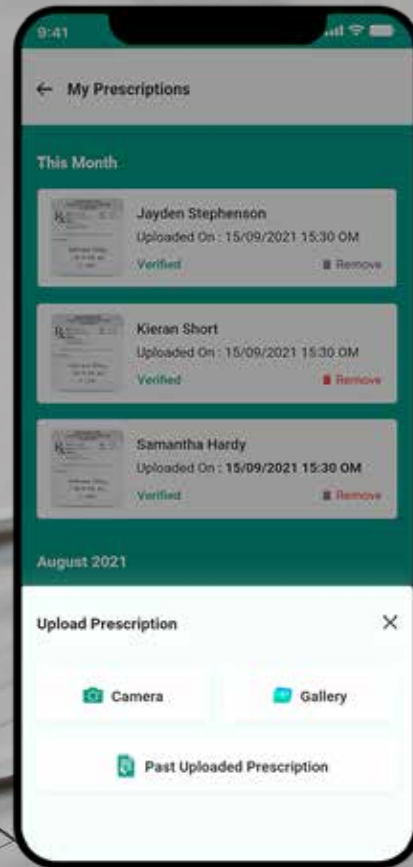 9:41
My Prescriptions
This Month
Jayden Stephenson
Uploaded On : 15/09/2021 15:30 OM
Verified
Remove
Kieran Short
Uploaded On : 15/09/2021 15:30 OM
Verified
Remove
Samantha Hardy
Uploaded On : 15/09/2021 15:30 OM
Verified
Remove
August 2021
Upload Prescription
Camera
Gallery
Past Uploaded Prescription